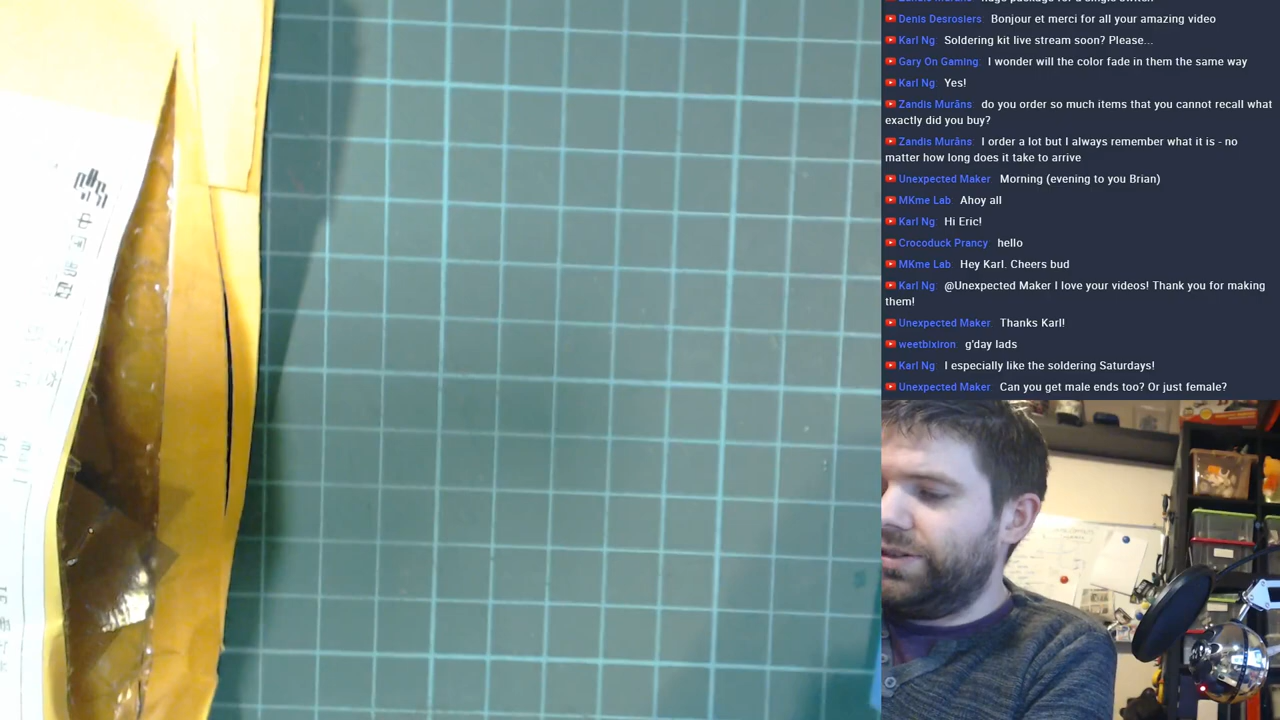 Denis Desrosiers Bonjour et merci for all your amazing video
Karl Ng Soldering kit live stream soon? Please...
Gary On Gaming: I wonder will the color fade in them the same way
Karl Ng Yes!
Zandis Murāns do you order so much items that you cannot recall what
exactly did you buy?
Zandis Murāns I order a lot but I always remember what it is - no
matter how long does it take to arrive
Unexpected Maker Morning (evening to you Brian)
MKme Lab Ahoy all
Karl Ng Hi Eric!
Crocoduck Prancy hello
MKme Lab Hey Karl. Cheers bud
Karl Ng: @Unexpected Maker I love your videos! Thank you for making
them!
Unexpected Maker Thanks Karl!
weetbixiron g'day lads
Karl Ng I especially like the soldering Saturdays!
Unexpected Maker Can you get male ends too? Or just female?